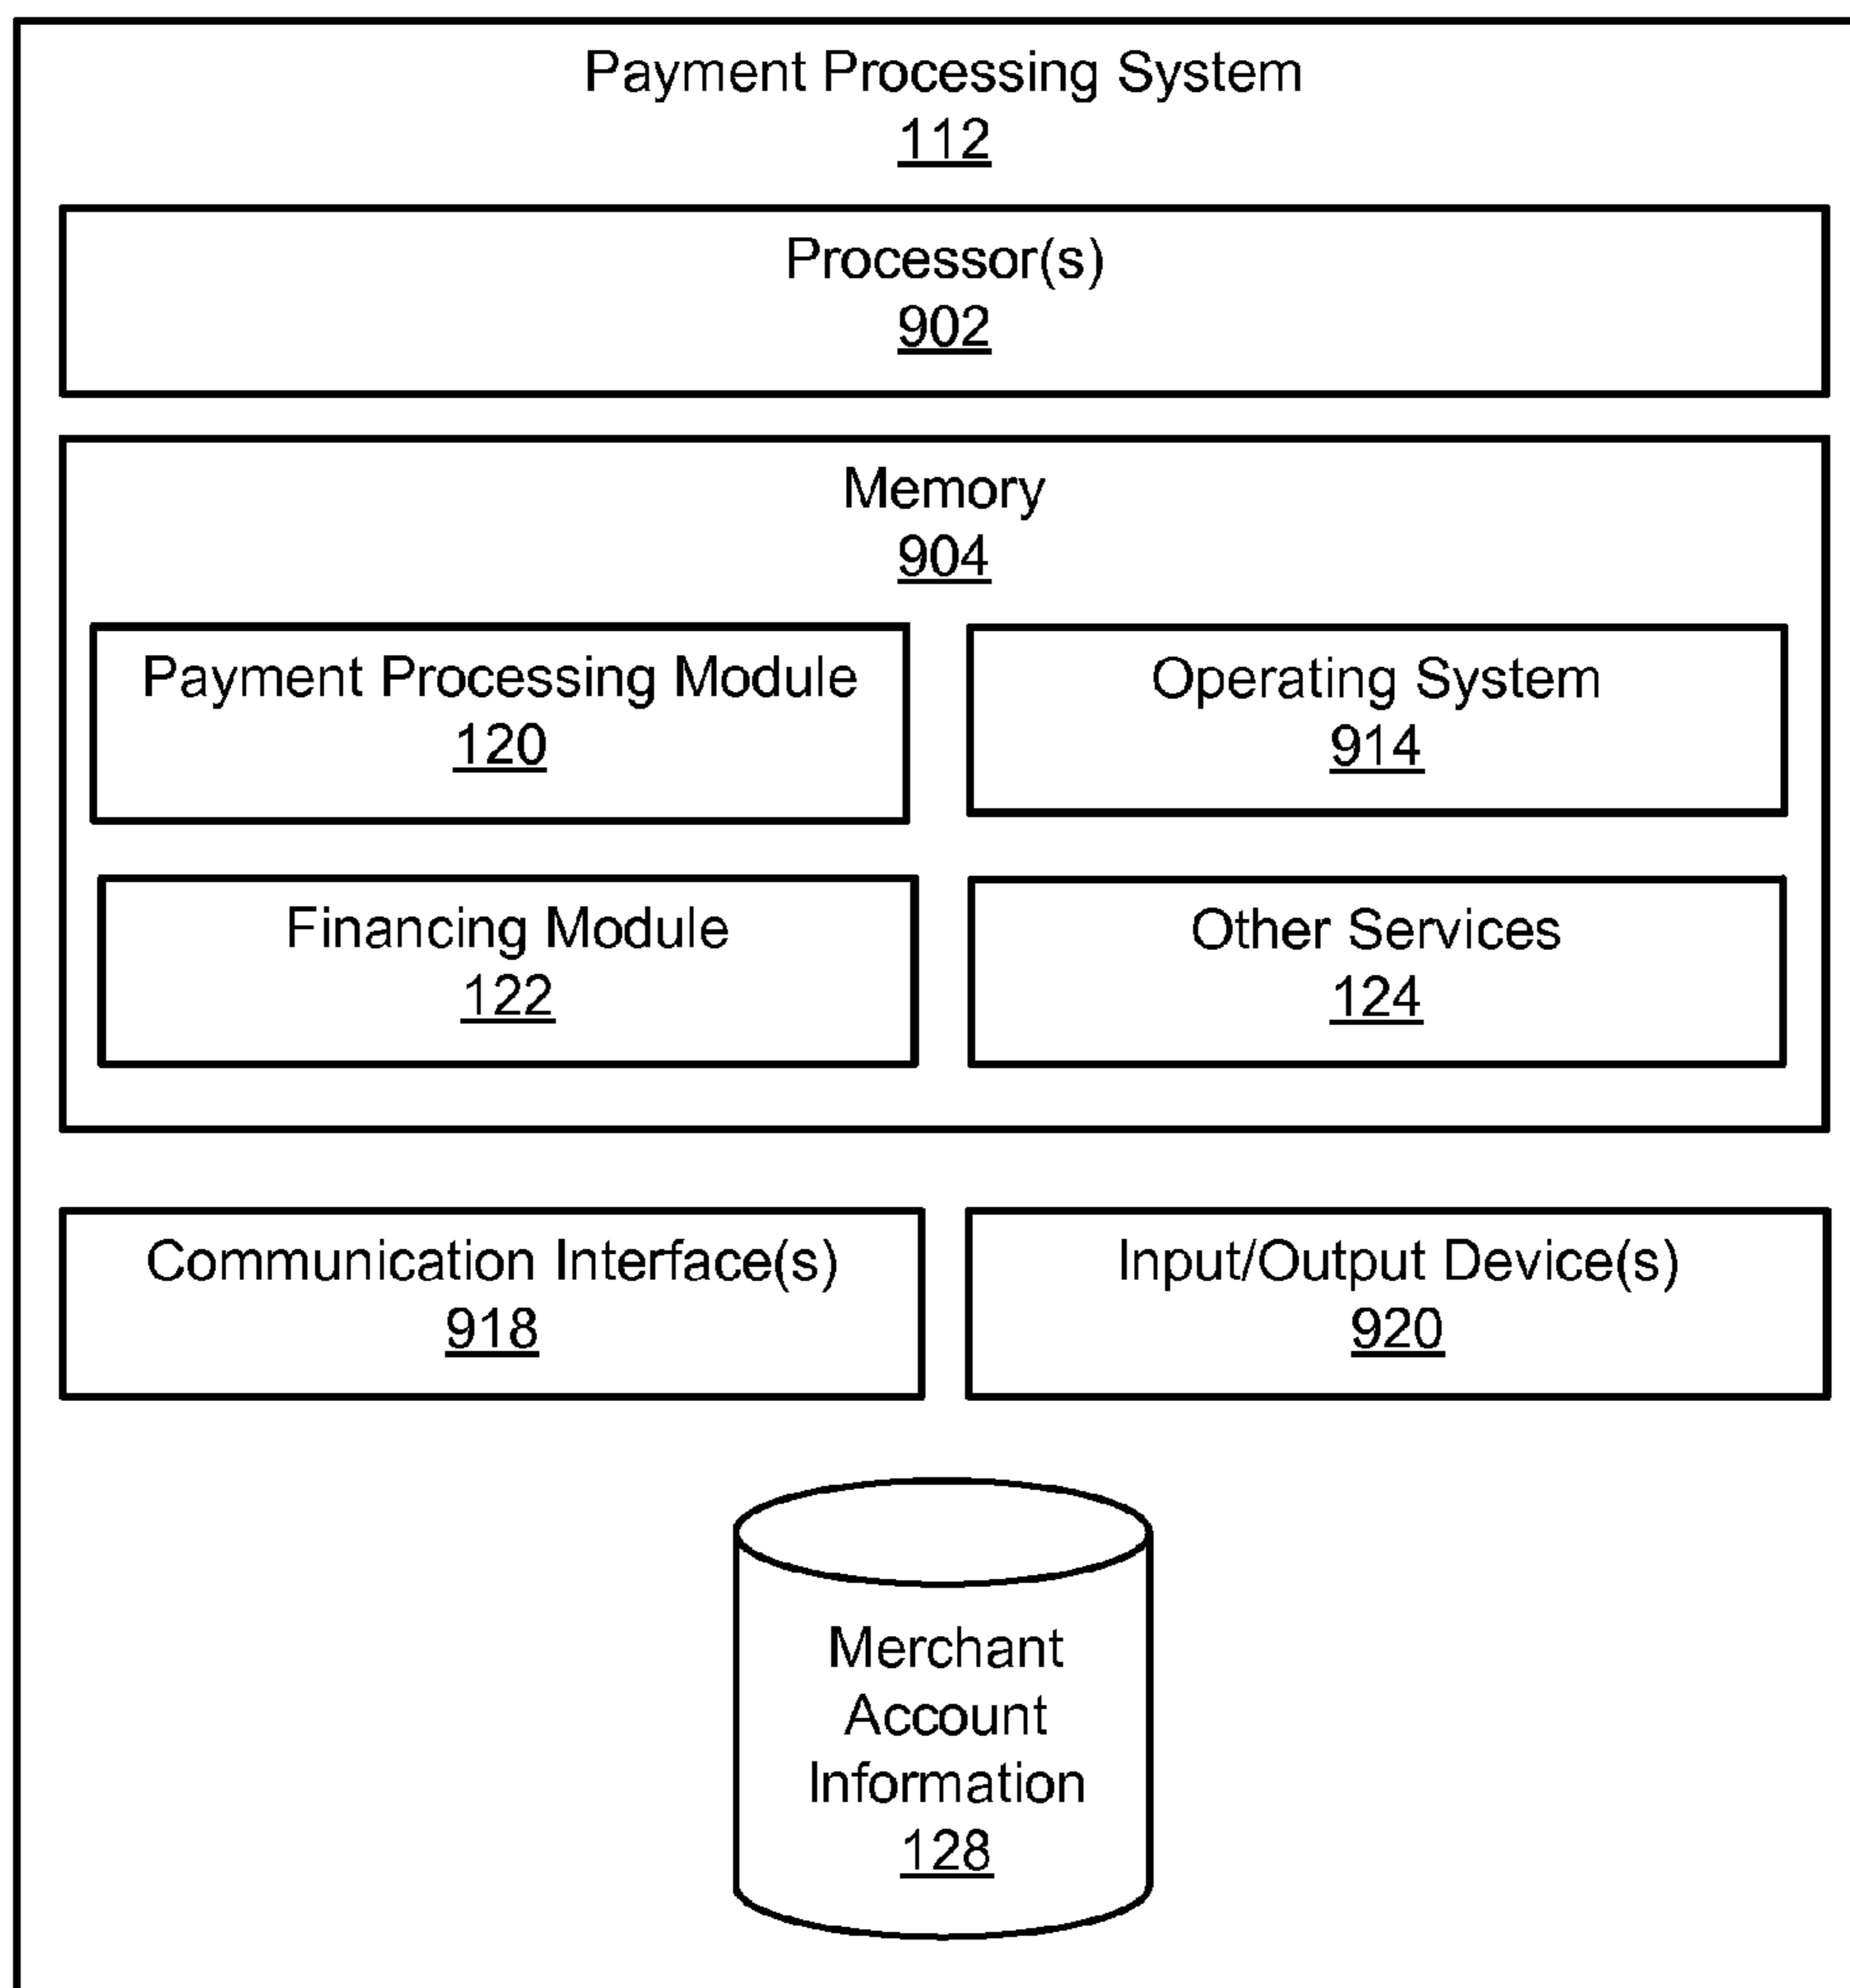 Payment Processing System
112
Processor(s)
902
Memory
904
Payment Processing Module
120
Operating System
914
Financing Module
122
Other Services
124
Communication Interface(s)
918
Input/Output Device(s)
920
Merchant
Account
Information
128